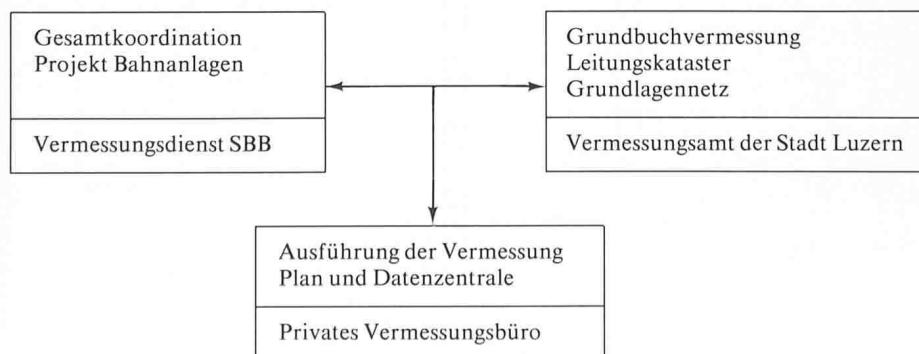 Gesamtkoordination
Projekt Bahnanlagen
Vermessungsdienst SBB
Grundbuchvermessung
Leitungskataster
Grundlagennetz
Vermessungsamt der Stadt Luzern
Ausführung der Vermessung
Plan und Datenzentrale
Privates Vermessungsbüro